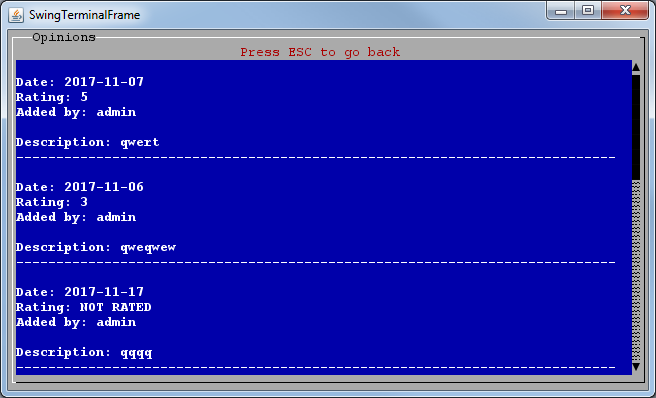 SwingTerminalFrame
Opinions
Press ESC to go back
Date: 2017-11-07
Rating: 5
Added by: admin
Description: qwert
---------------------------------------------------------------------------
Date: 2017-11-06
Rating: 3
Added by: admin
Description: qweqwew
---------------------------------------------------------------------------
Date: 2017-11-17
Rating: NOT RATED
Added by: admin
Description: qqqq
---------------------------------------------------------------------------